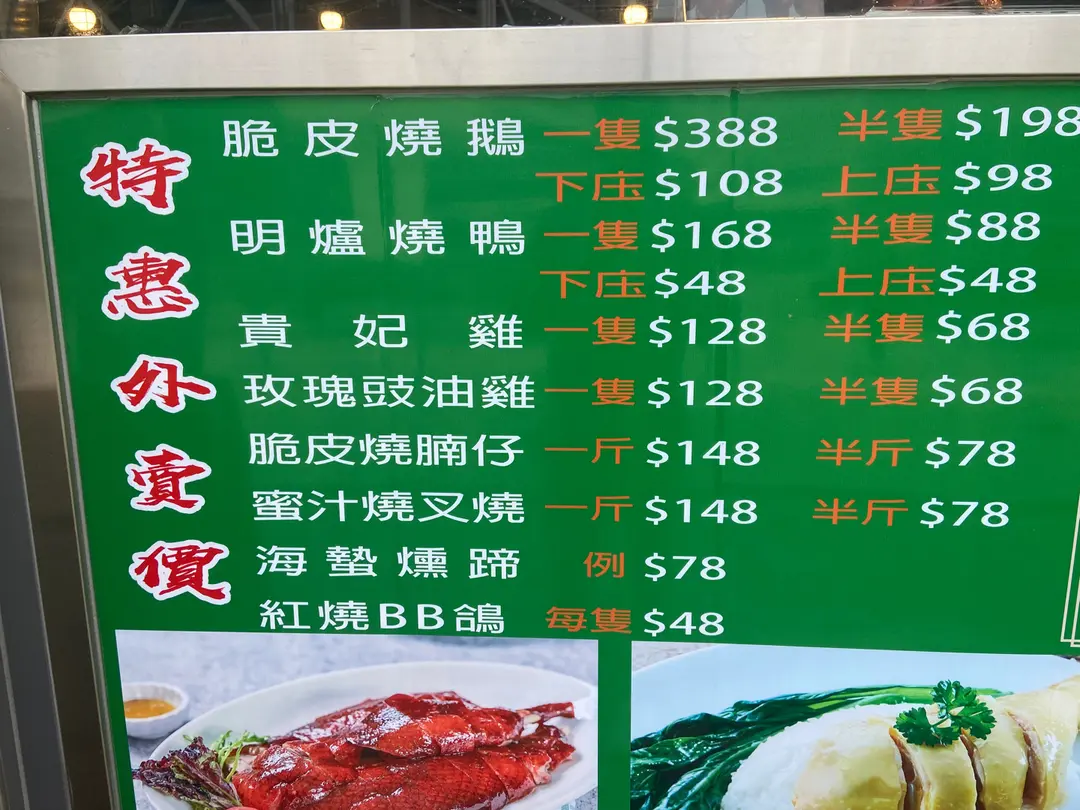 特惠外賣價
脆皮燒鵝 一隻 $388 半隻 $198
下庄 $108 上庄 $98
明爐燒鴨 一隻 $168 半隻 $88
下庄 $48 上庄 $48
貴妃雞 一隻 $128 半隻 $68
玫瑰豉油雞 一隻 $128 半隻 $68
脆皮燒腩仔 一斤 $148 半斤 $78
蜜汁燒叉燒 一斤 $148 半斤 $78
海蟄燻蹄 例 $78
紅燒BB鴿 每隻 $48